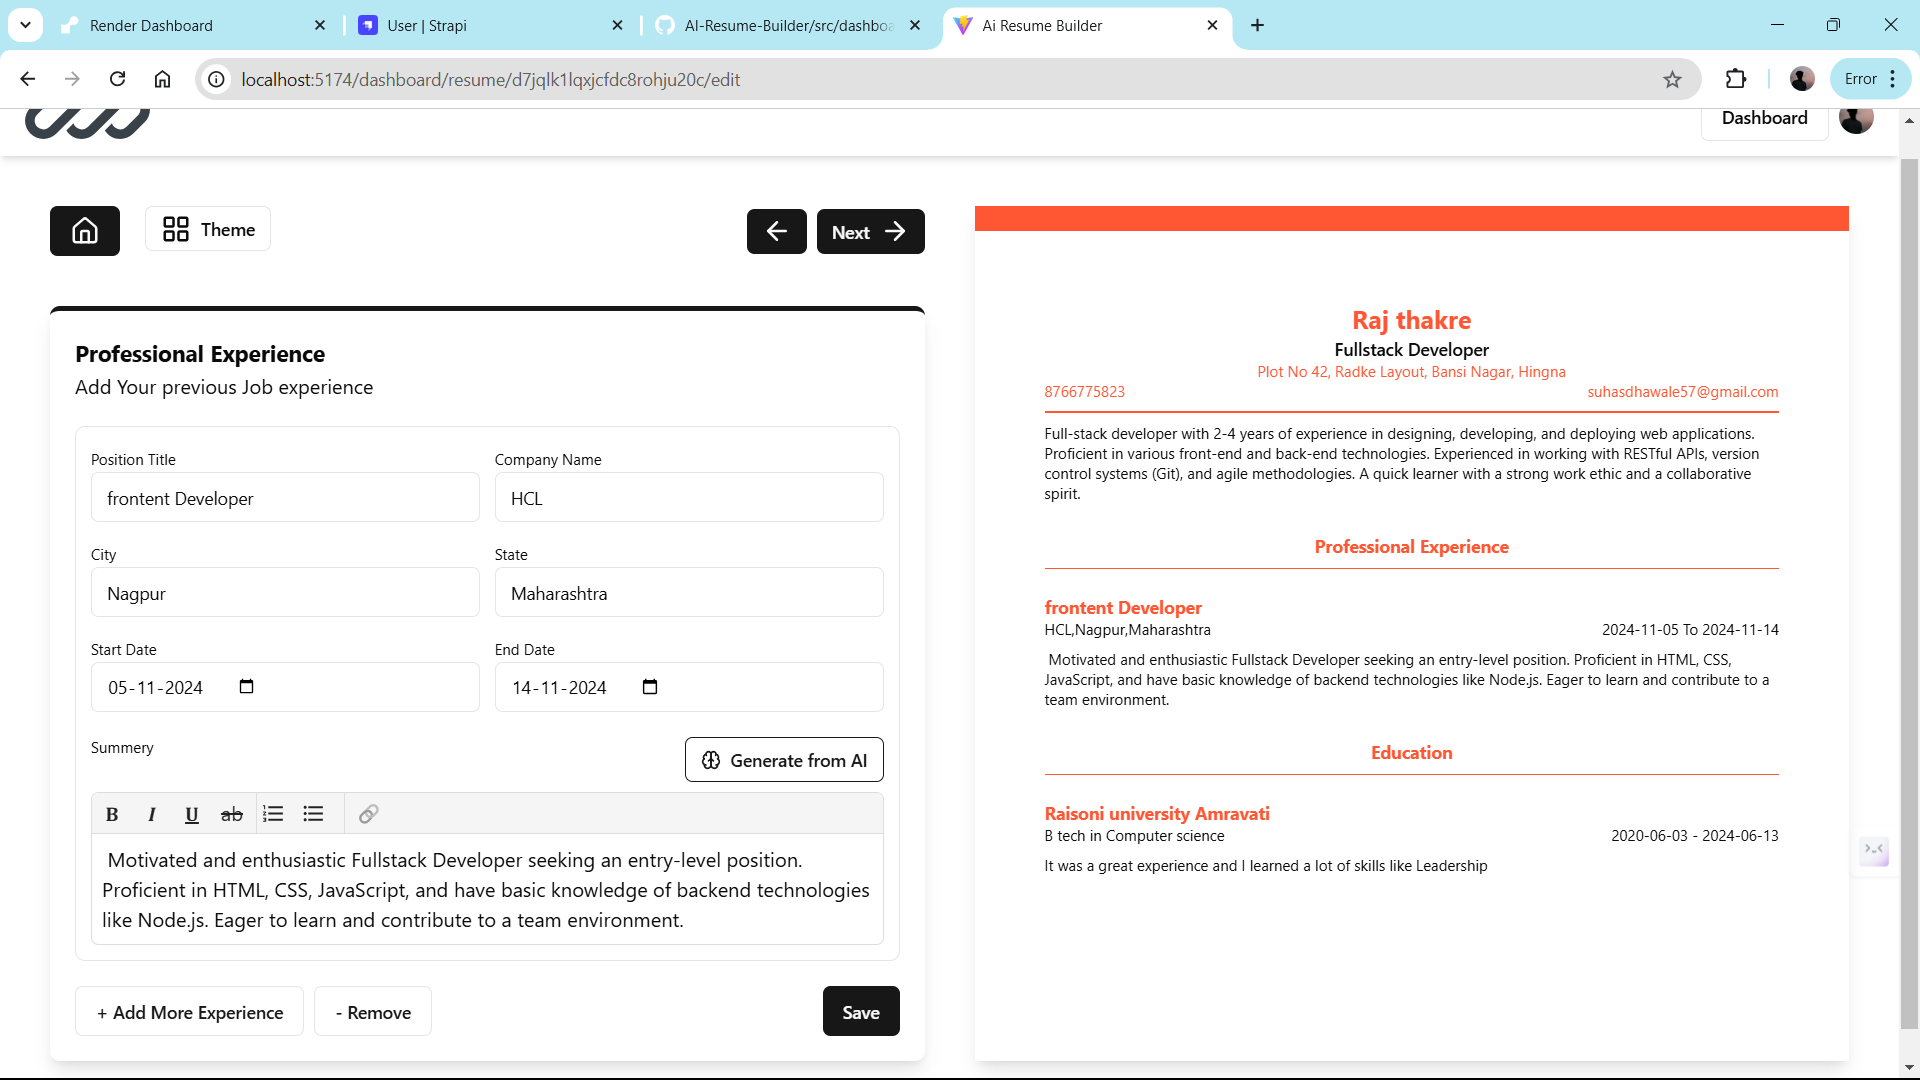 Render Dashboard
User | Strapi
AI-Resume-Builder/src/dashboa
Ai Resume Builder
localhost:5174/dashboard/resume/d7jqlk1lqxjcfdc8rohju20c/edit
Error
Dashboard
Theme
Next
Professional Experience
Add Your previous Job experience
Position Title
Company Name
frontent Developer
HCL
City
State
Nagpur
Maharashtra
Start Date
End Date
05-11-2024
14-11-2024
Summery
Generate from AI
B I U ab
Motivated and enthusiastic Fullstack Developer seeking an entry-level position.
Proficient in HTML, CSS, JavaScript, and have basic knowledge of backend technologies
like Node.js. Eager to learn and contribute to a team environment.
+ Add More Experience
- Remove
Save
Raj thakre
Fullstack Developer
Plot No 42, Radke Layout, Bansi Nagar, Hingna
8766775823
suhasdhawale57@gmail.com
Full-stack developer with 2-4 years of experience in designing, developing, and deploying web applications.
Proficient in various front-end and back-end technologies. Experienced in working with RESTful APIs, version
control systems (Git), and agile methodologies. A quick learner with a strong work ethic and a collaborative
spirit.
Professional Experience
frontent Developer
HCL,Nagpur,Maharashtra
2024-11-05 To 2024-11-14
Motivated and enthusiastic Fullstack Developer seeking an entry-level position. Proficient in HTML, CSS,
JavaScript, and have basic knowledge of backend technologies like Node.js. Eager to learn and contribute to a
team environment.
Education
Raisoni university Amravati
B tech in Computer science
2020-06-03 - 2024-06-13
It was a great experience and I learned a lot of skills like Leadership